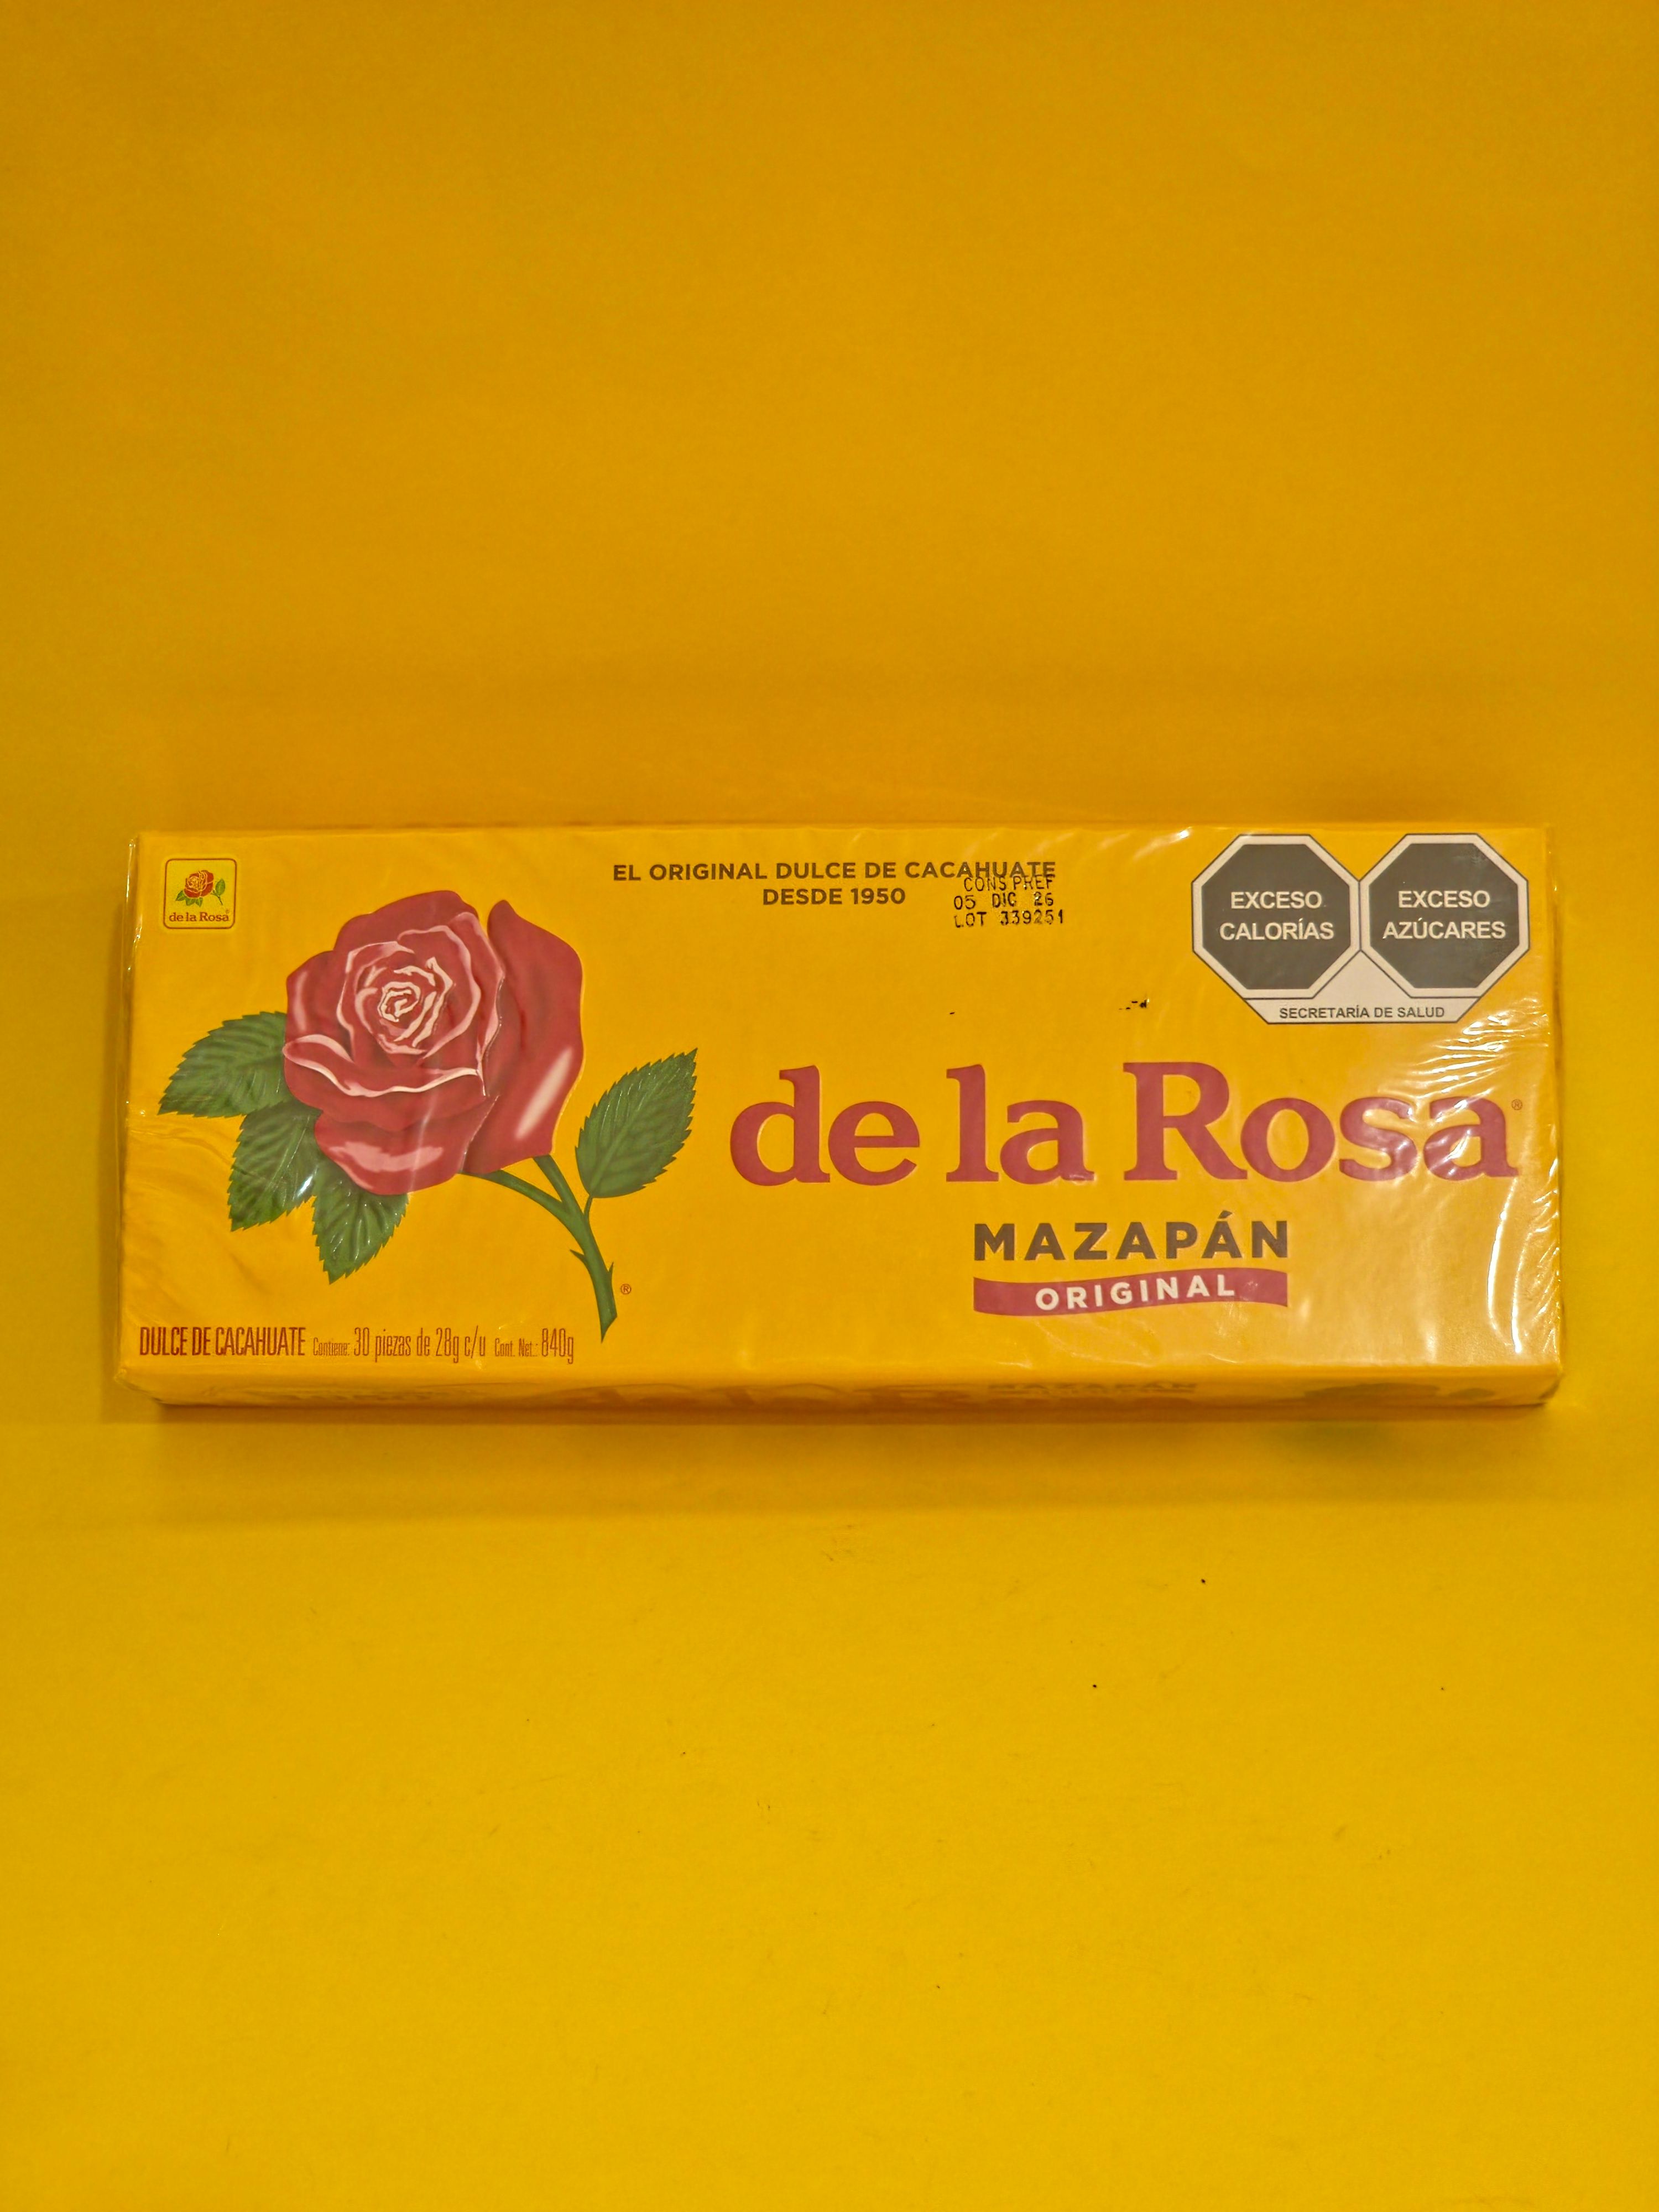 de la Rosa®
EL ORIGINAL DULCE DE CACAHUATE
DESDE 1950
CONS PREF
05 DIC 26
LOT 339251
EXCESO
CALORÍAS
EXCESO
AZÚCARES
SECRETARÍA DE SALUD
de la Rosa®
MAZAPÁN
ORIGINAL
®
DULCE DE CACAHUATE Contiene: 30 piezas de 28g c/u Cont. Net.: 840g
MAZAPÁN